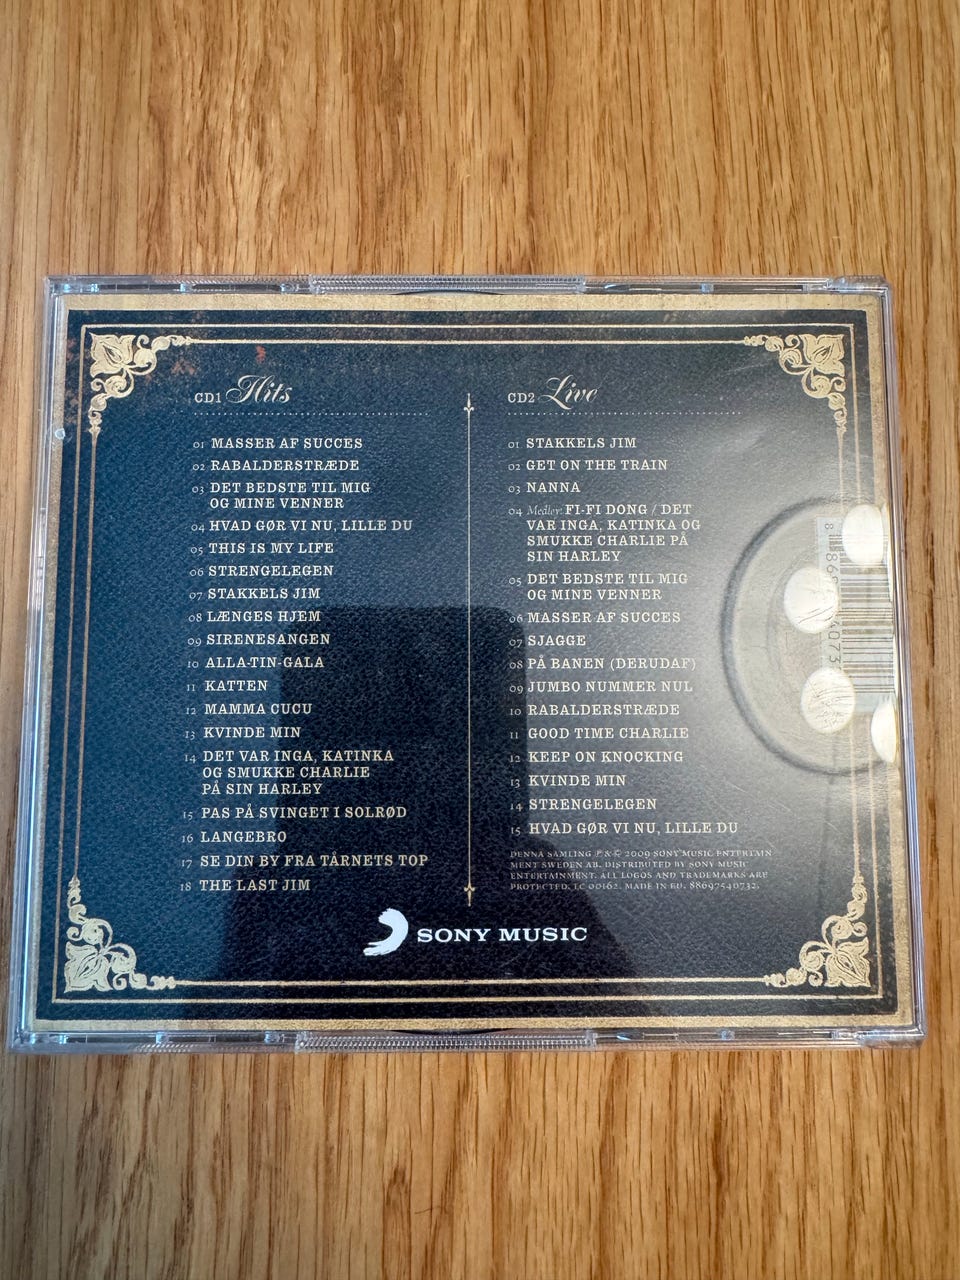 CD1 Hits
01 MASSER AF SUCCES
02 RABALDERSTRÆDE
03 DET BEDSTE TIL MIG
OG MINE VENNER
04 HVAD GØR VI NU, LILLE DU
05 THIS IS MY LIFE
06 STRENGELEGEN
07 STAKKELS JIM
08 LÆNGES HJEM
09 SIRENESANGEN
10 ALLA-TIN-GALA
11 KATTEN
12 MAMMA CUCU
13 KVINDE MIN
14 DET VAR INGA, KATINKA
OG SMUKKE CHARLIE
PÅ SIN HARLEY
15 PAS PÅ SVINGET I SOLRØD
16 LANGEBRO
17 SE DIN BY FRA TÅRNETS TOP
18 THE LAST JIM
CD2 Live
01 STAKKELS JIM
02 GET ON THE TRAIN
03 NANNA
04 Medley: FI-FI DONG / DET
VAR INGA, KATINKA OG
SMUKKE CHARLIE PÅ
SIN HARLEY
05 DET BEDSTE TIL MIG
OG MINE VENNER
06 MASSER AF SUCCES
07 SJAGGE
08 PÅ BANEN (DERUDAF)
09 JUMBO NUMMER NUL
10 RABALDERSTRÆDE
11 GOOD TIME CHARLIE
12 KEEP ON KNOCKING
13 KVINDE MIN
14 STRENGELEGEN
15 HVAD GØR VI NU, LILLE DU
DENNA SAMLING ℗ & © 2009 SONY MUSIC ENTERTAIN
MENT SWEDEN AB. DISTRIBUTED BY SONY MUSIC
ENTERTAINMENT. ALL LOGOS AND TRADEMARKS ARE
PROTECTED. LC 00162. MADE IN EU. 88697540732.
SONY MUSIC